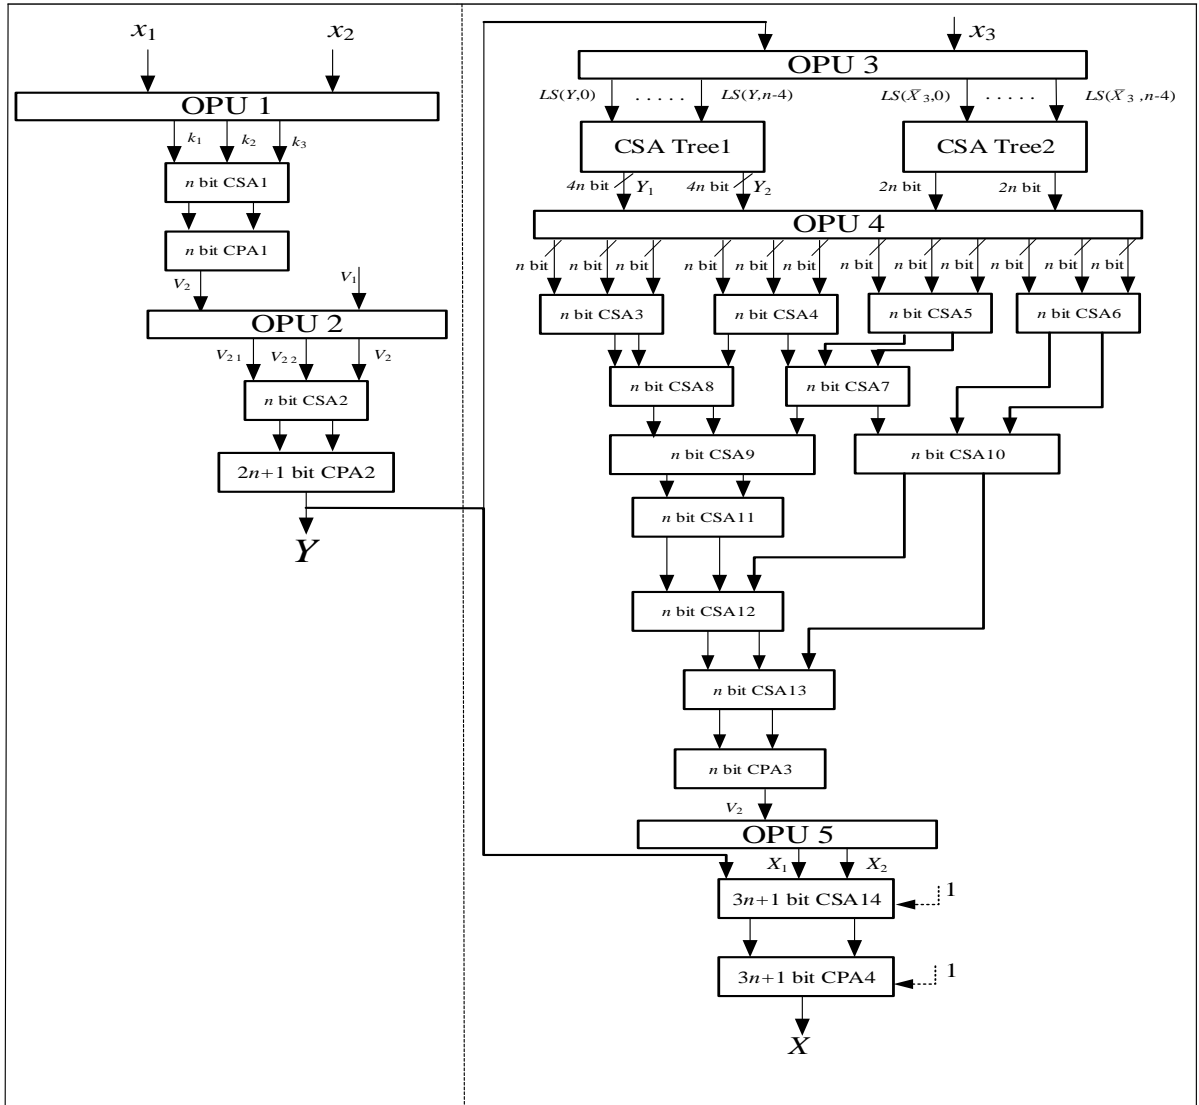 x1 x2
OPU 1
k1 k2 k3
n bit CSA1
n bit CPA1
V2 V1
OPU 2
V2 1 V2 2 V2
n bit CSA2
2n+1 bit CPA2
Y
x3
OPU 3
LS(Y,0) . . . . . LS(Y,n-4) LS(X̄3,0) . . . . . LS(X̄3,n-4)
CSA Tree1 CSA Tree2
4n bit Y1 4n bit Y2 2n bit 2n bit
OPU 4
n bit n bit n bit n bit n bit n bit n bit n bit n bit n bit n bit n bit
n bit CSA3 n bit CSA4 n bit CSA5 n bit CSA6
n bit CSA8 n bit CSA7
n bit CSA9 n bit CSA10
n bit CSA11
n bit CSA12
n bit CSA13
n bit CPA3
V2
OPU 5
X1 X2
3n+1 bit CSA14 1
3n+1 bit CPA4 1
X